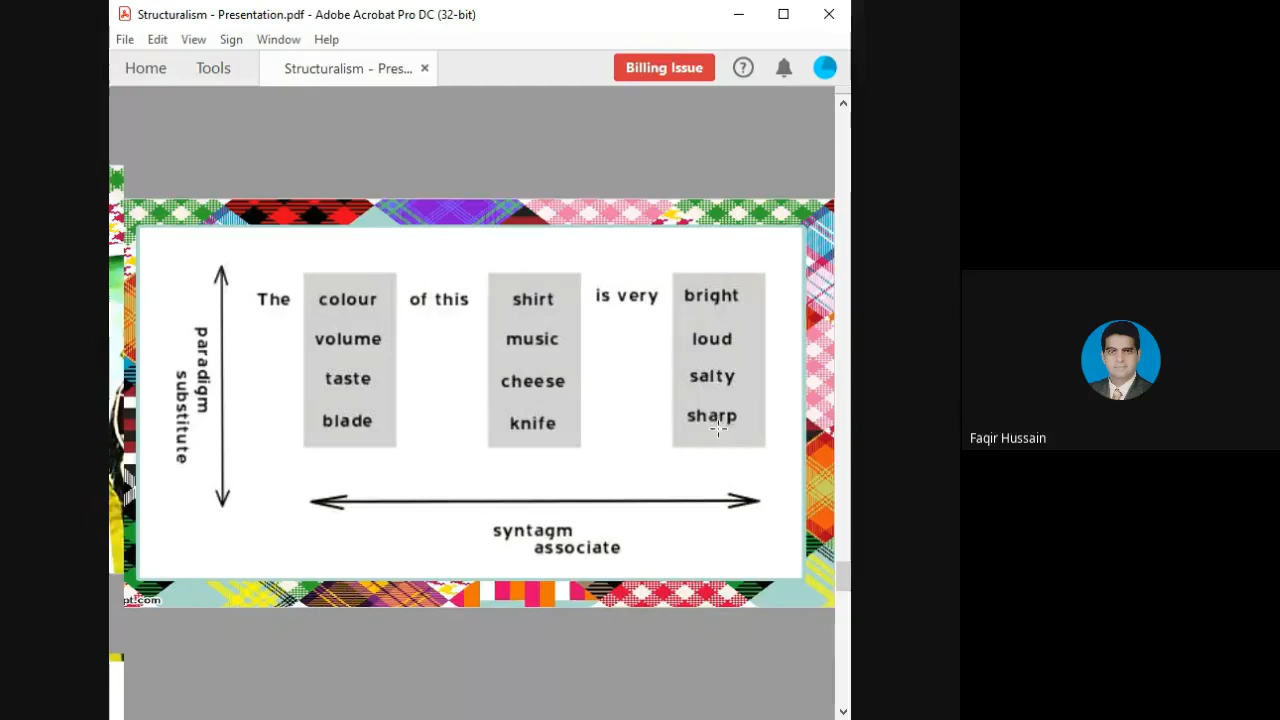 Structuralism - Presentation.pdf - Adobe Acrobat Pro DC (32-bit)
File Edit View Sign Window Help
Home Tools Structuralism - Pres... × Billing Issue
The colour of this shirt is very bright
volume music loud
taste cheese salty
blade knife sharp
paradigm
substitute
syntagm
associate
pt.com
Faqir Hussain